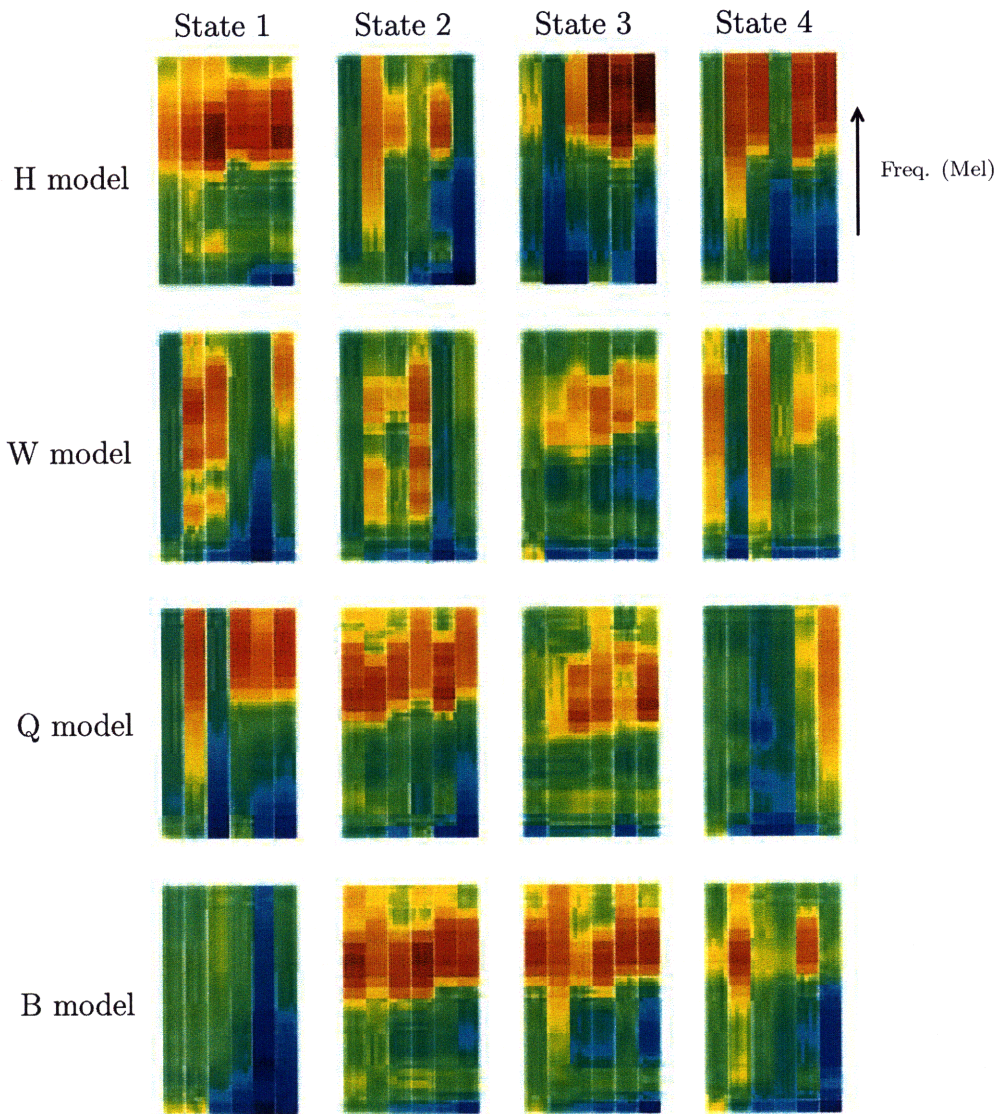 State 1 State 2 State 3 State 4
H model
Freq. (Mel)
W model
Q model
B model